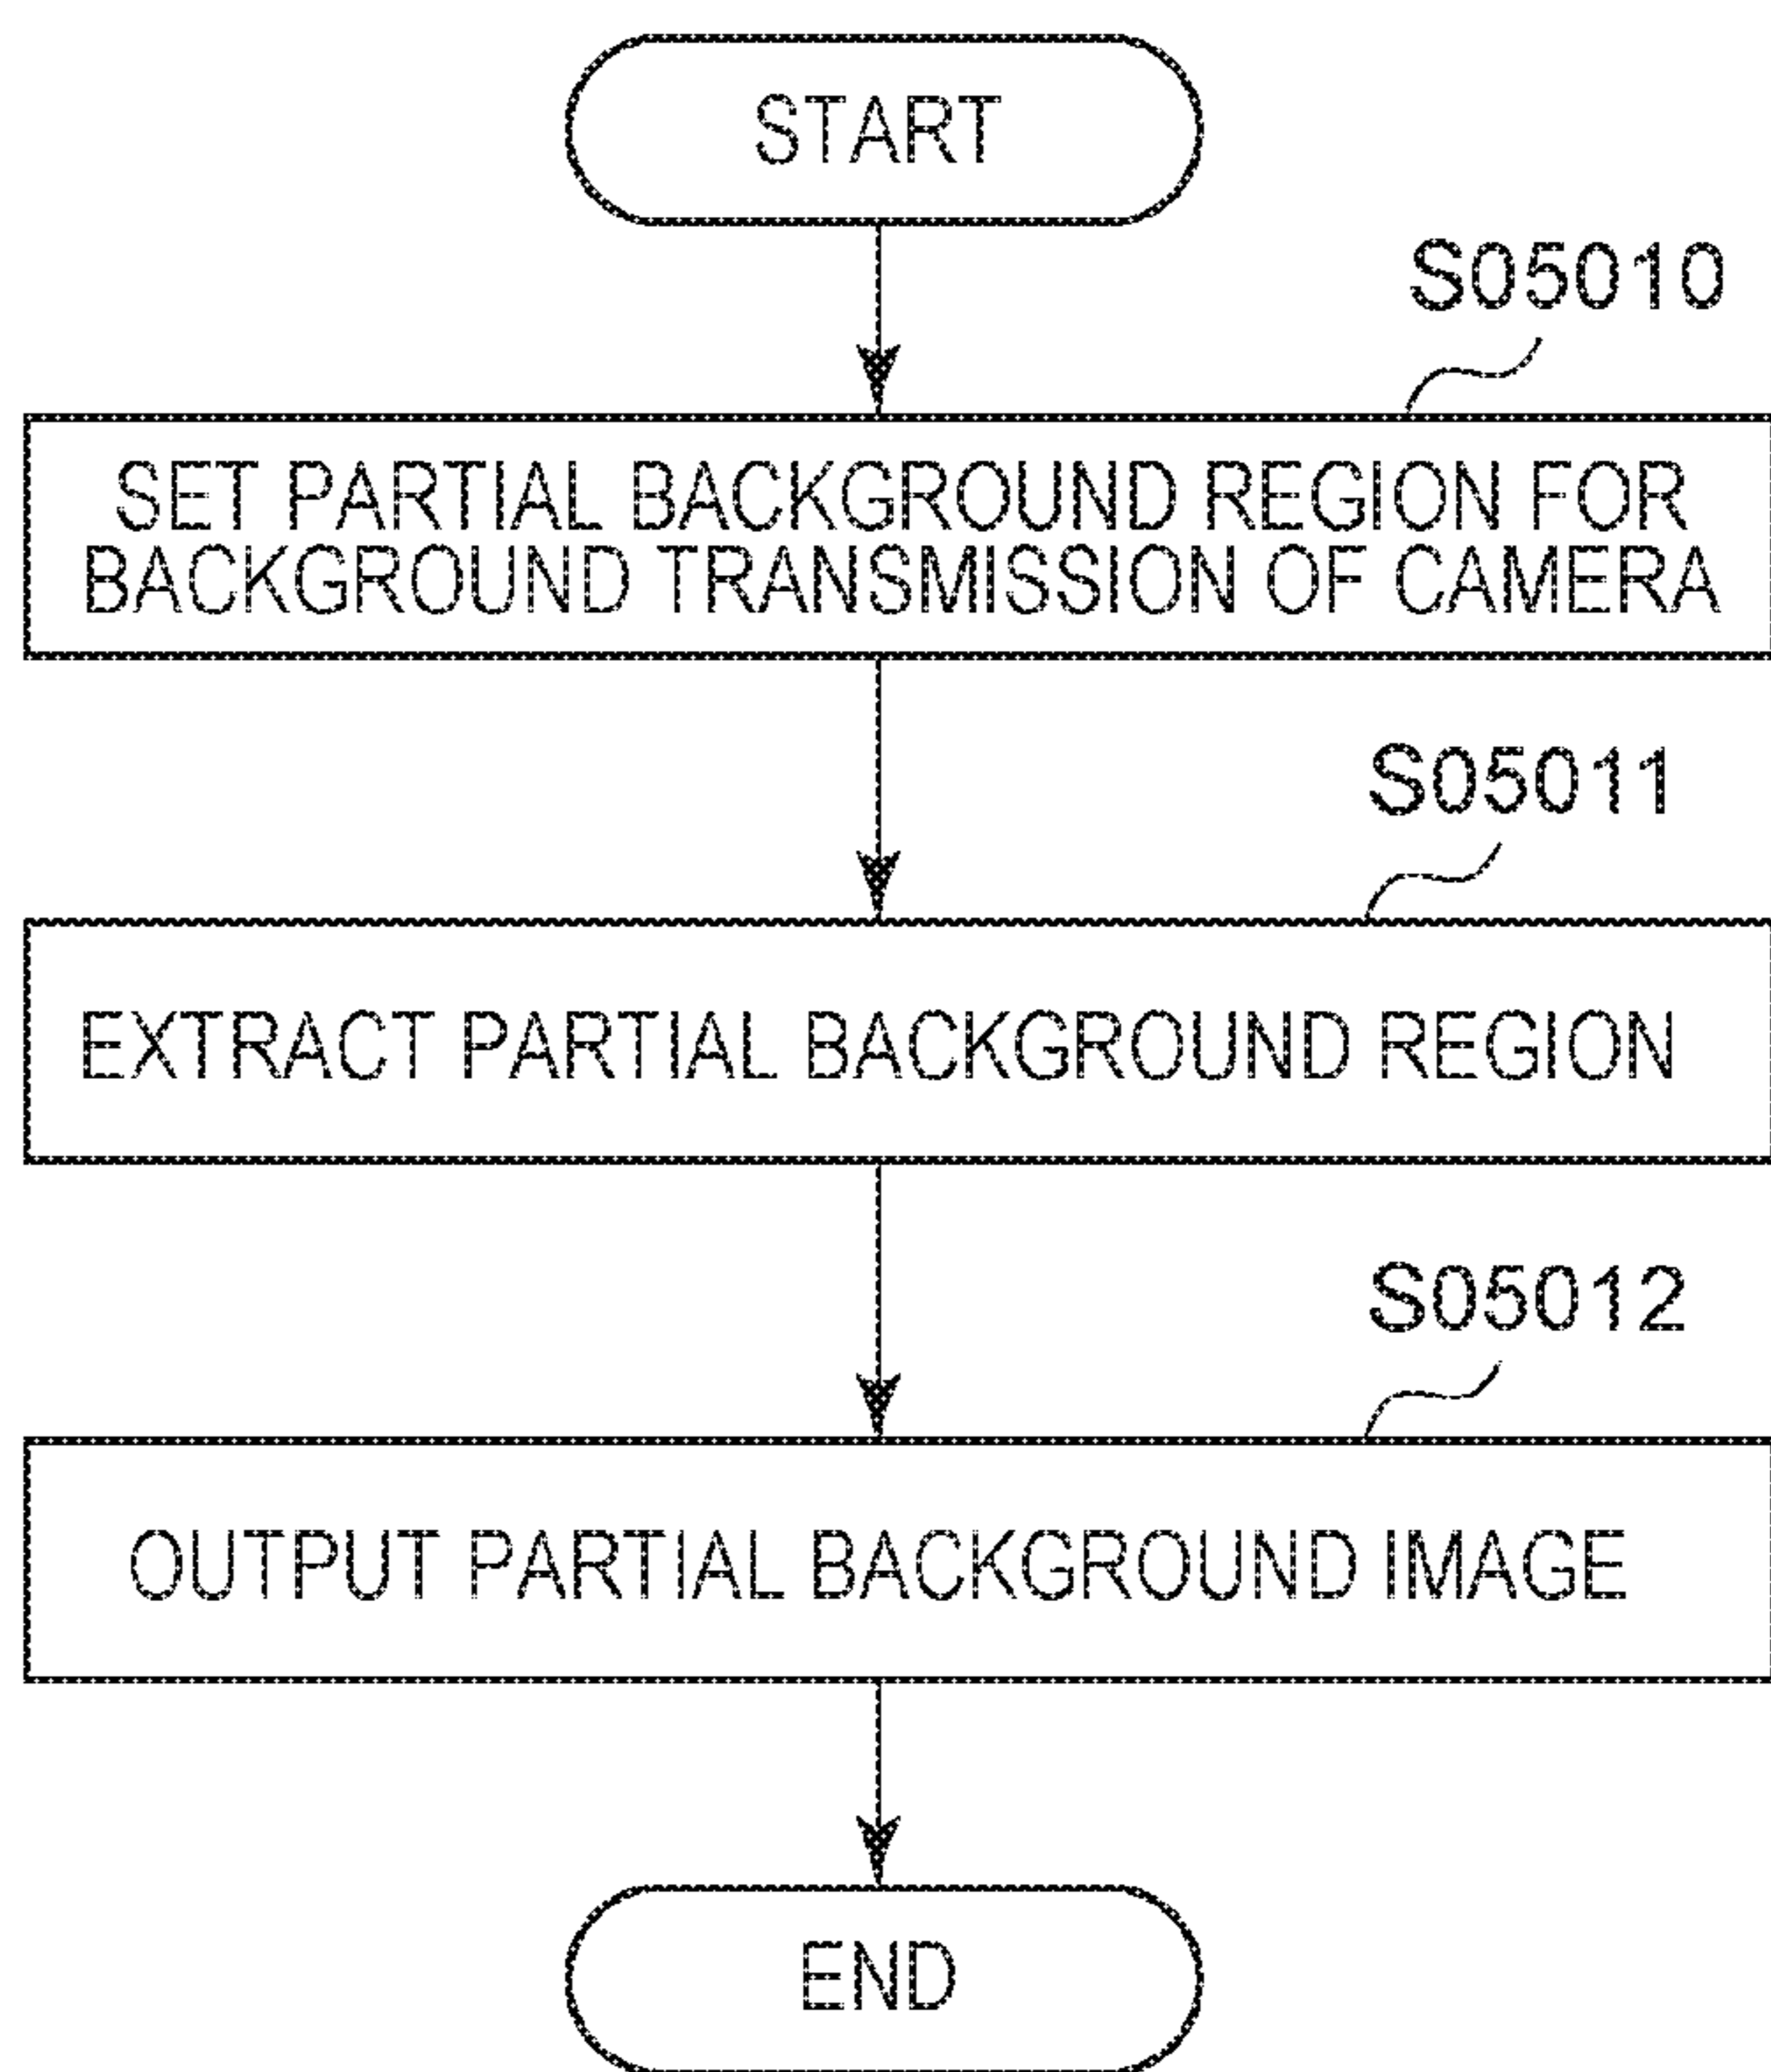 START
S05010
SET PARTIAL BACKGROUND REGION FOR
BACKGROUND TRANSMISSION OF CAMERA
S05011
EXTRACT PARTIAL BACKGROUND REGION
S05012
OUTPUT PARTIAL BACKGROUND IMAGE
END